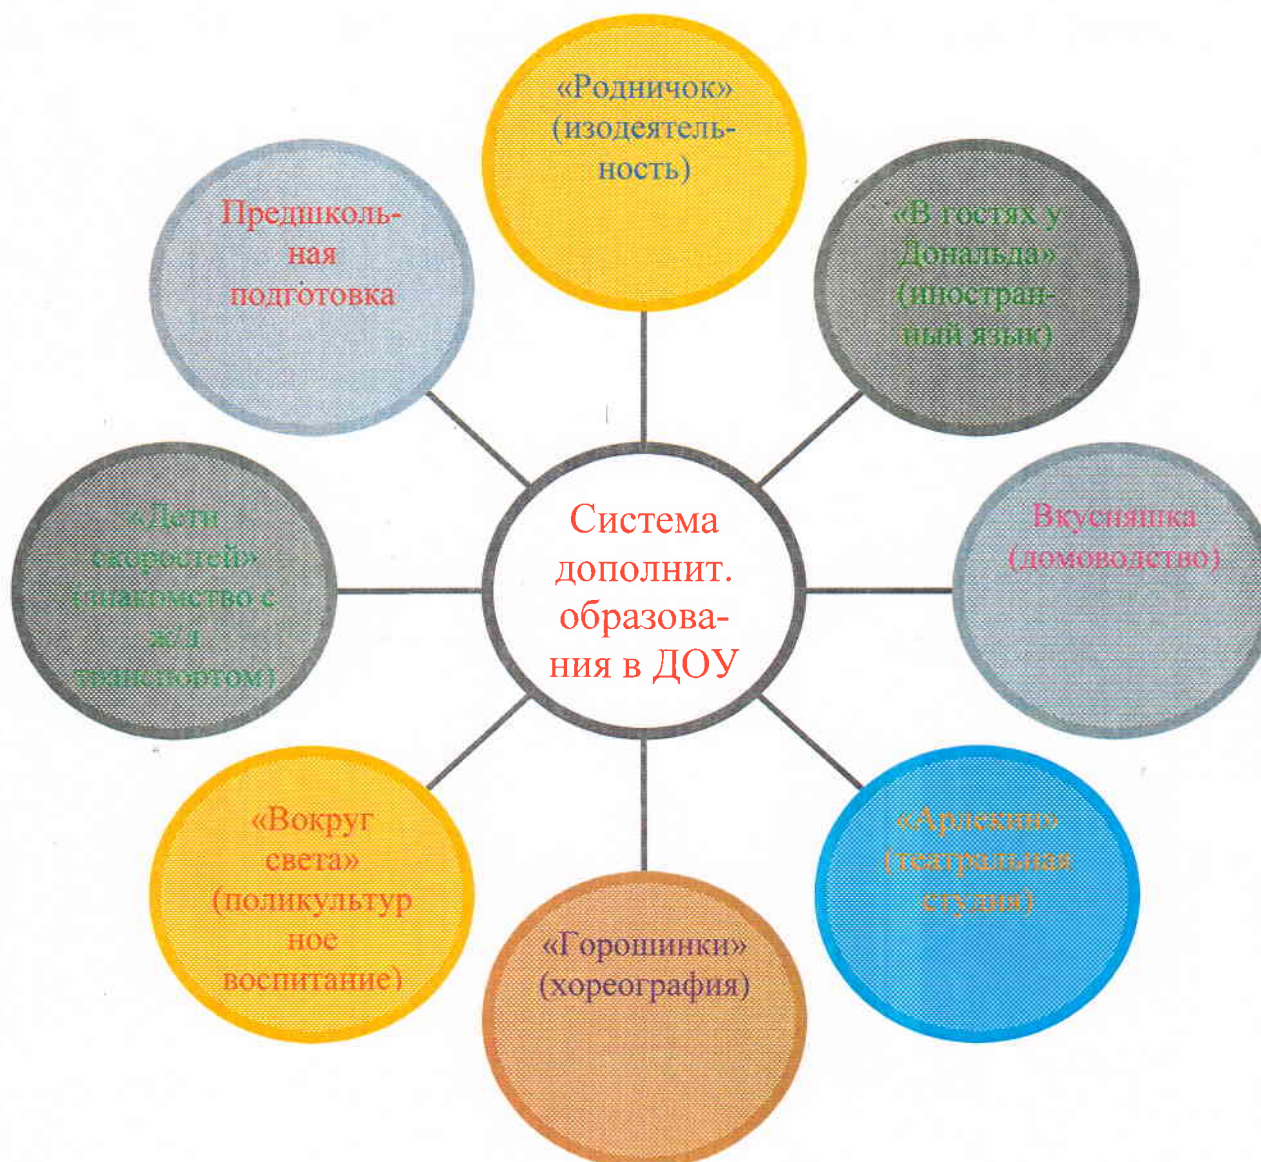 «Родничок»
(изодеятель-
ность)
«В гостях у
Дональда»
(иностран-
ный язык)
Вкусняшка
(домоводство)
«Арлекин»
(театральная
студия)
«Горошинки»
(хореография)
«Вокруг
света»
(поликультур
ное
воспитание)
«Дети
скоростей»
(знакомство с
ж/д
транспортом)
Предшколь-
ная
подготовка
Система
дополнит.
образова-
ния в ДОУ